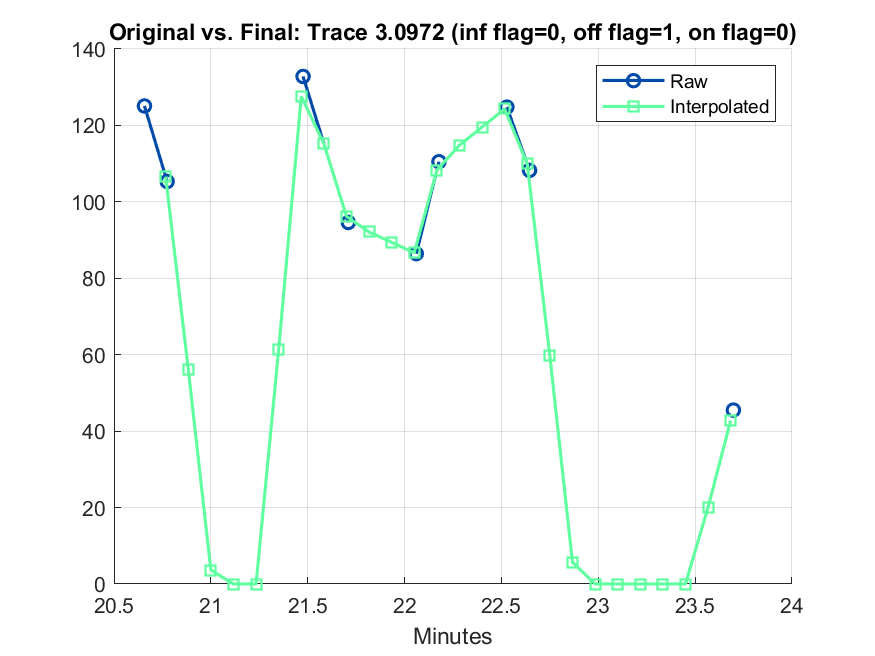 Original vs. Final: Trace 3.0972 (inf flag=0, off flag=1, on flag=0)
140
Raw
Interpolated
120
100
80
60
40
20
0
20.5 21 21.5 22 22.5 23 23.5 24
Minutes